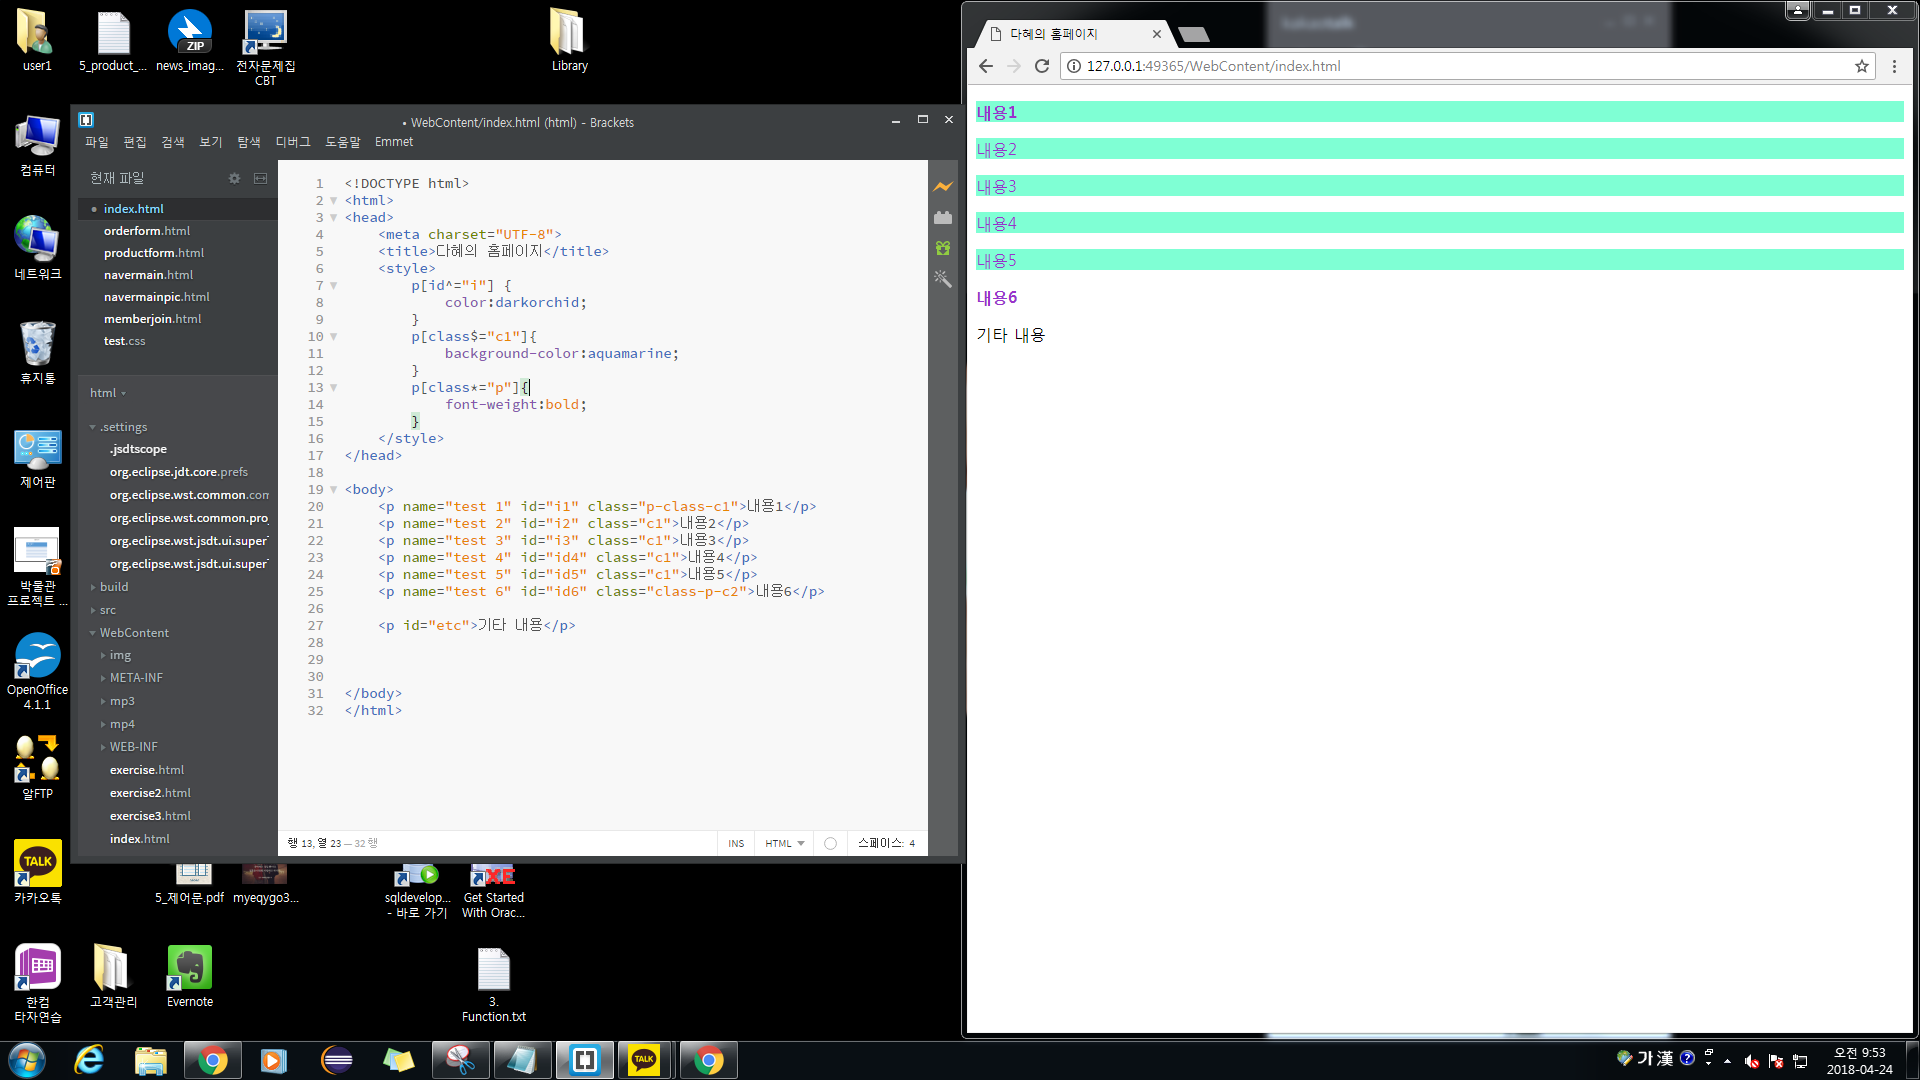 user1
5_product_...
news_imag...
ZIP
전자문제집
CBT
Library
컴퓨터
네트워크
휴지통
제어판
박물관
프로젝트 ...
OpenOffice
4.1.1
알FTP
TALK
카카오톡
한컴
타자연습
고객관리
Evernote
5_제어문.pdf
myeqygo3...
sqldevelop...
- 바로 가기
XE
Get Started
With Orac...
3.
Function.txt
• WebContent/index.html (html) - Brackets
파일 편집 검색 보기 탐색 디버그 도움말 Emmet
현재 파일
index.html
orderform.html
productform.html
navermain.html
navermainpic.html
memberjoin.html
test.css
html
.settings
.jsdtscope
org.eclipse.jdt.core.prefs
org.eclipse.wst.common.com
org.eclipse.wst.common.pro
org.eclipse.wst.jsdt.ui.super
org.eclipse.wst.jsdt.ui.super
build
src
WebContent
img
META-INF
mp3
mp4
WEB-INF
exercise.html
exercise2.html
exercise3.html
index.html
1 <!DOCTYPE html>
2 <html>
3 <head>
4 <meta charset="UTF-8">
5 <title>다혜의 홈페이지</title>
6 <style>
7 p[id^="i"] {
8 color:darkorchid;
9 }
10 p[class$="c1"]{
11 background-color:aquamarine;
12 }
13 p[class*="p"]{
14 font-weight:bold;
15 }
16 </style>
17 </head>
18
19 <body>
20 <p name="test 1" id="i1" class="p-class-c1">내용1</p>
21 <p name="test 2" id="i2" class="c1">내용2</p>
22 <p name="test 3" id="i3" class="c1">내용3</p>
23 <p name="test 4" id="id4" class="c1">내용4</p>
24 <p name="test 5" id="id5" class="c1">내용5</p>
25 <p name="test 6" id="id6" class="class-p-c2">내용6</p>
26
27 <p id="etc">기타 내용</p>
28
29
30
31 </body>
32 </html>
행 13, 열 23 — 32 행
INS
HTML
스페이스: 4
다혜의 홈페이지
127.0.0.1:49365/WebContent/index.html
내용1
내용2
내용3
내용4
내용5
내용6
기타 내용
TALK
가 漢
오전 9:53
2018-04-24